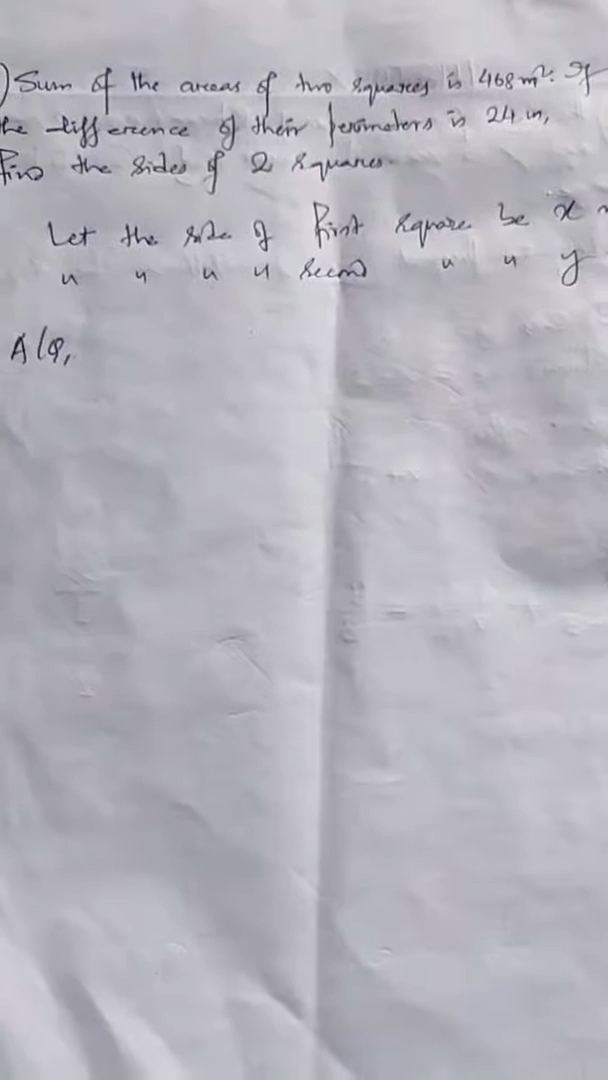 ) Sum of the areas of two squares is 468 m². If
the difference of their perimeters is 24 m,
Find the sides of 2 squares.
Let the side of first square be x m
" " " " second " " y
A/Q,